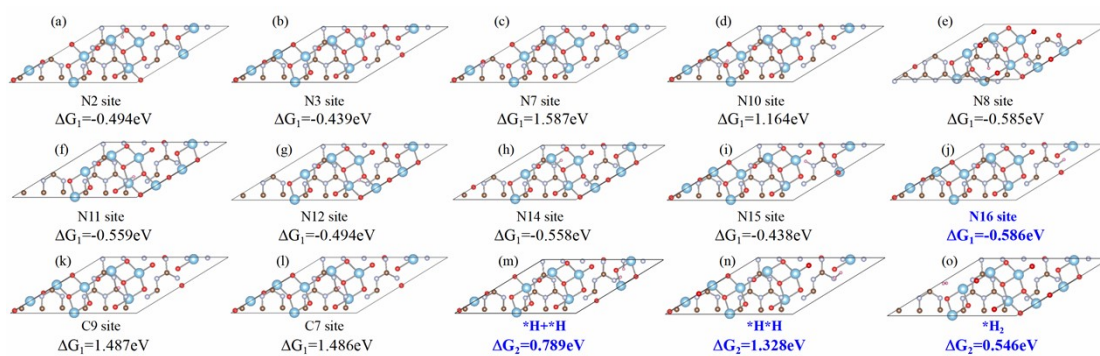 (a) (b) (c) (d) (e)
N2 site N3 site N7 site N10 site N8 site
ΔG₁=-0.494eV ΔG₁=-0.439eV ΔG₁=1.587eV ΔG₁=1.164eV ΔG₁=-0.585eV
(f) (g) (h) (i) (j)
N11 site N12 site N14 site N15 site N16 site
ΔG₁=-0.559eV ΔG₁=-0.494eV ΔG₁=-0.558eV ΔG₁=-0.438eV ΔG₁=-0.586eV
(k) (l) (m) (n) (o)
C9 site C7 site *H+*H *H*H *H₂
ΔG₁=1.487eV ΔG₁=1.486eV ΔG₂=0.789eV ΔG₂=1.328eV ΔG₂=0.546eV